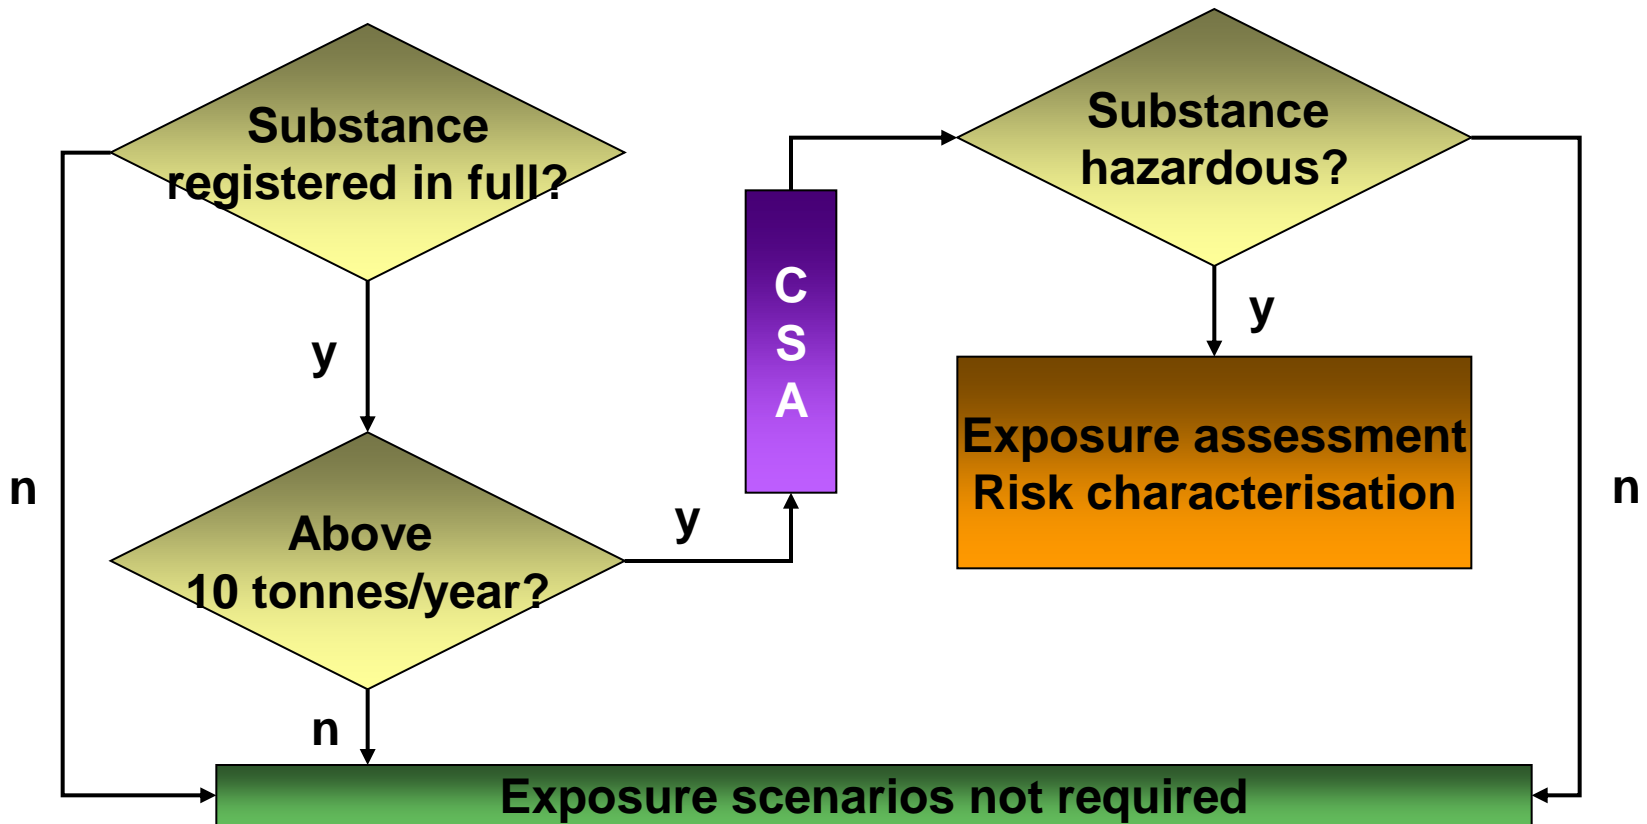 Substance
registered in full?
y
n
Above
10 tonnes/year?
y
n
C
S
A
Substance
hazardous?
y
n
Exposure assessment
Risk characterisation
Exposure scenarios not required